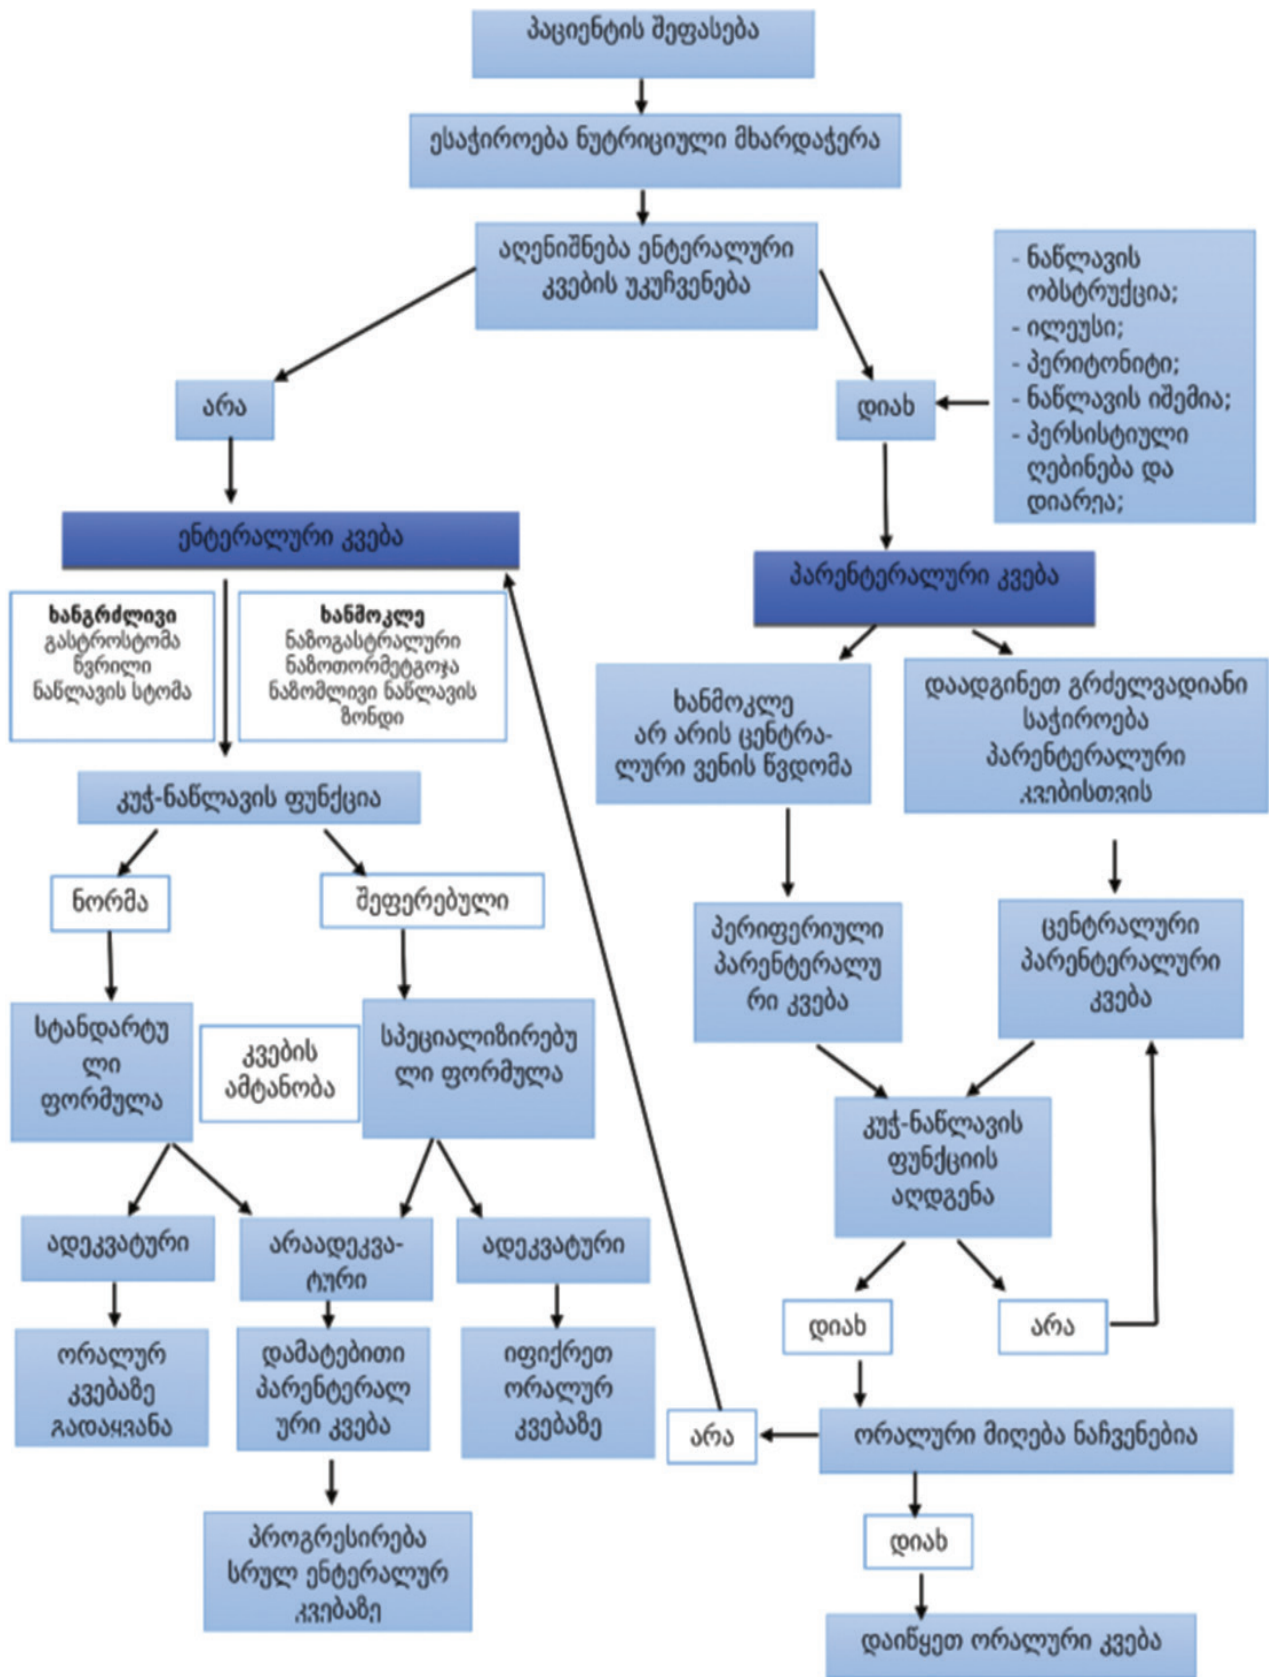 პაციენტის შეფასება
ესაჭიროება ნუტრიციული მხარდაჭერა
აღენიშნება ენტერალური
კვების უკუჩვენება
- ნაწლავის
ობსტრუქცია;
- ილეუსი;
- პერიტონიტი;
- ნაწლავის იშემია;
- პერსისტიული
ღებინება და
დიარეა;
არა
დიახ
ენტერალური კვება
პარენტერალური კვება
ხანგრძლივი
გასტროსტომა
წვრილი
ნაწლავის სტომა
ხანმოკლე
ნაზოგასტრალური
ნაზოთორმეტგოჯა
ნაზომლივი ნაწლავის
ზონდი
ხანმოკლე
არ არის ცენტრა-
ლური ვენის წვდომა
დაადგინეთ გრძელვადიანი
საჭიროება
პარენტერალური
კვებისთვის
კუჭ-ნაწლავის ფუნქცია
ნორმა
შეფერებული
პერიფერიული
პარენტერალუ
რი კვება
ცენტრალური
პარენტერალური
კვება
სტანდარტუ
ლი
ფორმულა
კვების
ამტანობა
სპეციალიზირებუ
ლი ფორმულა
კუჭ-ნაწლავის
ფუნქციის
აღდგენა
ადეკვატური
არაადეკვა-
ტური
ადეკვატური
დიახ
არა
ორალურ
კვებაზე
გადაყვანა
დამატებითი
პარენტერალ
ური კვება
იფიქრეთ
ორალურ
კვებაზე
არა
ორალური მიღება ნაჩვენებია
პროგრესირება
სრულ ენტერალურ
კვებაზე
დიახ
დაიწყეთ ორალური კვება